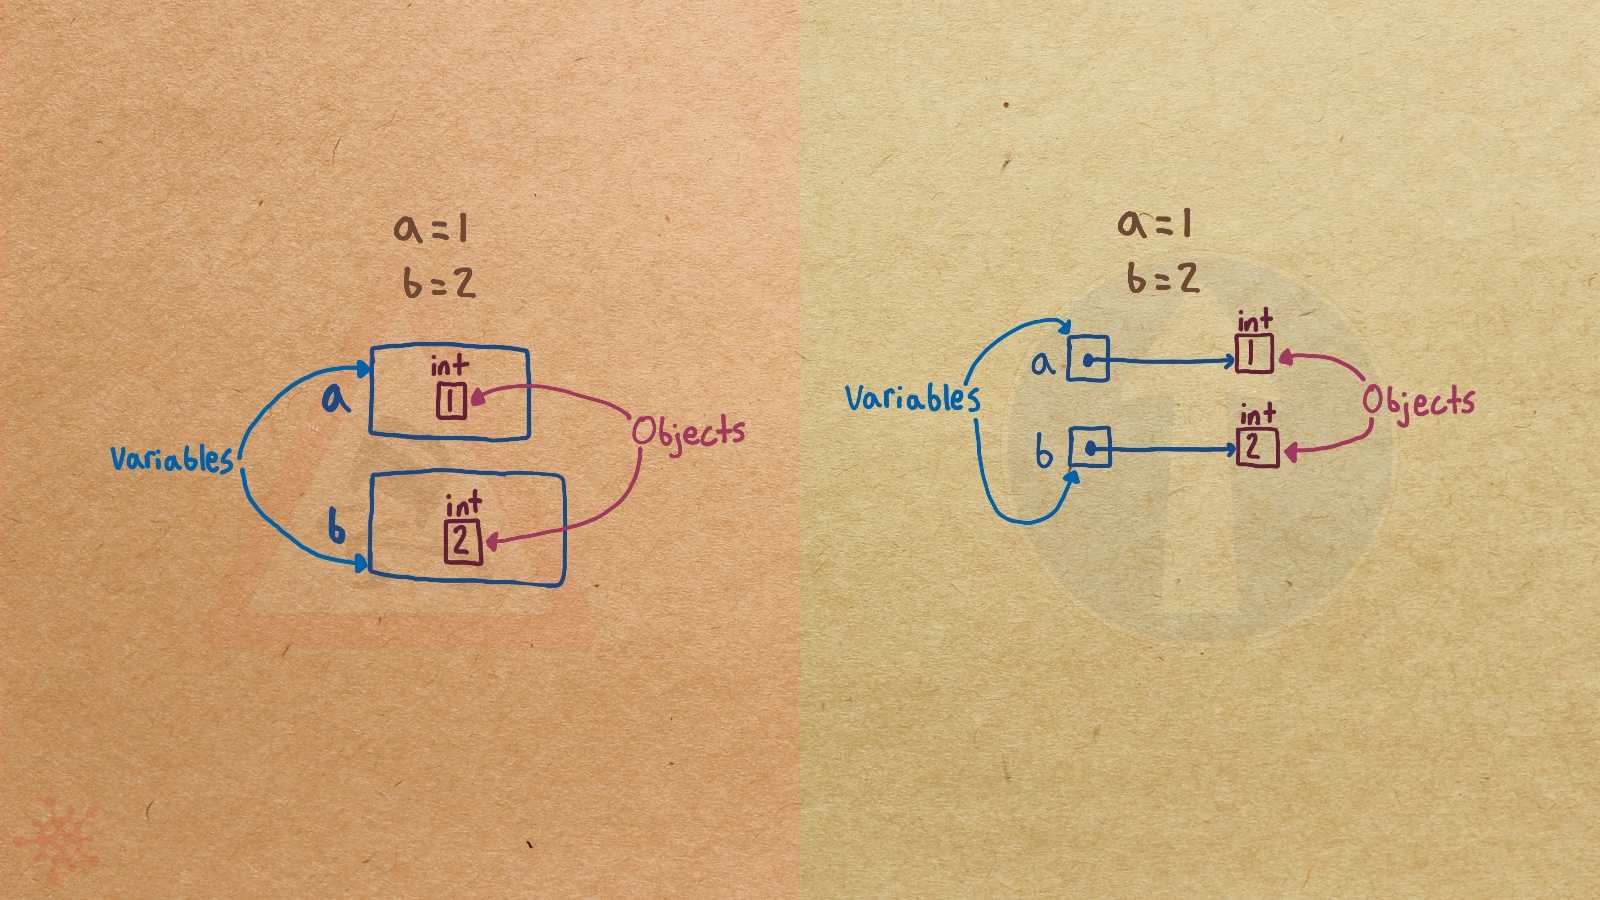 a = 1
b = 2
int
a
1
Variables
Objects
int
b
2
a = 1
b = 2
int
a
1
Variables
Objects
int
b
2